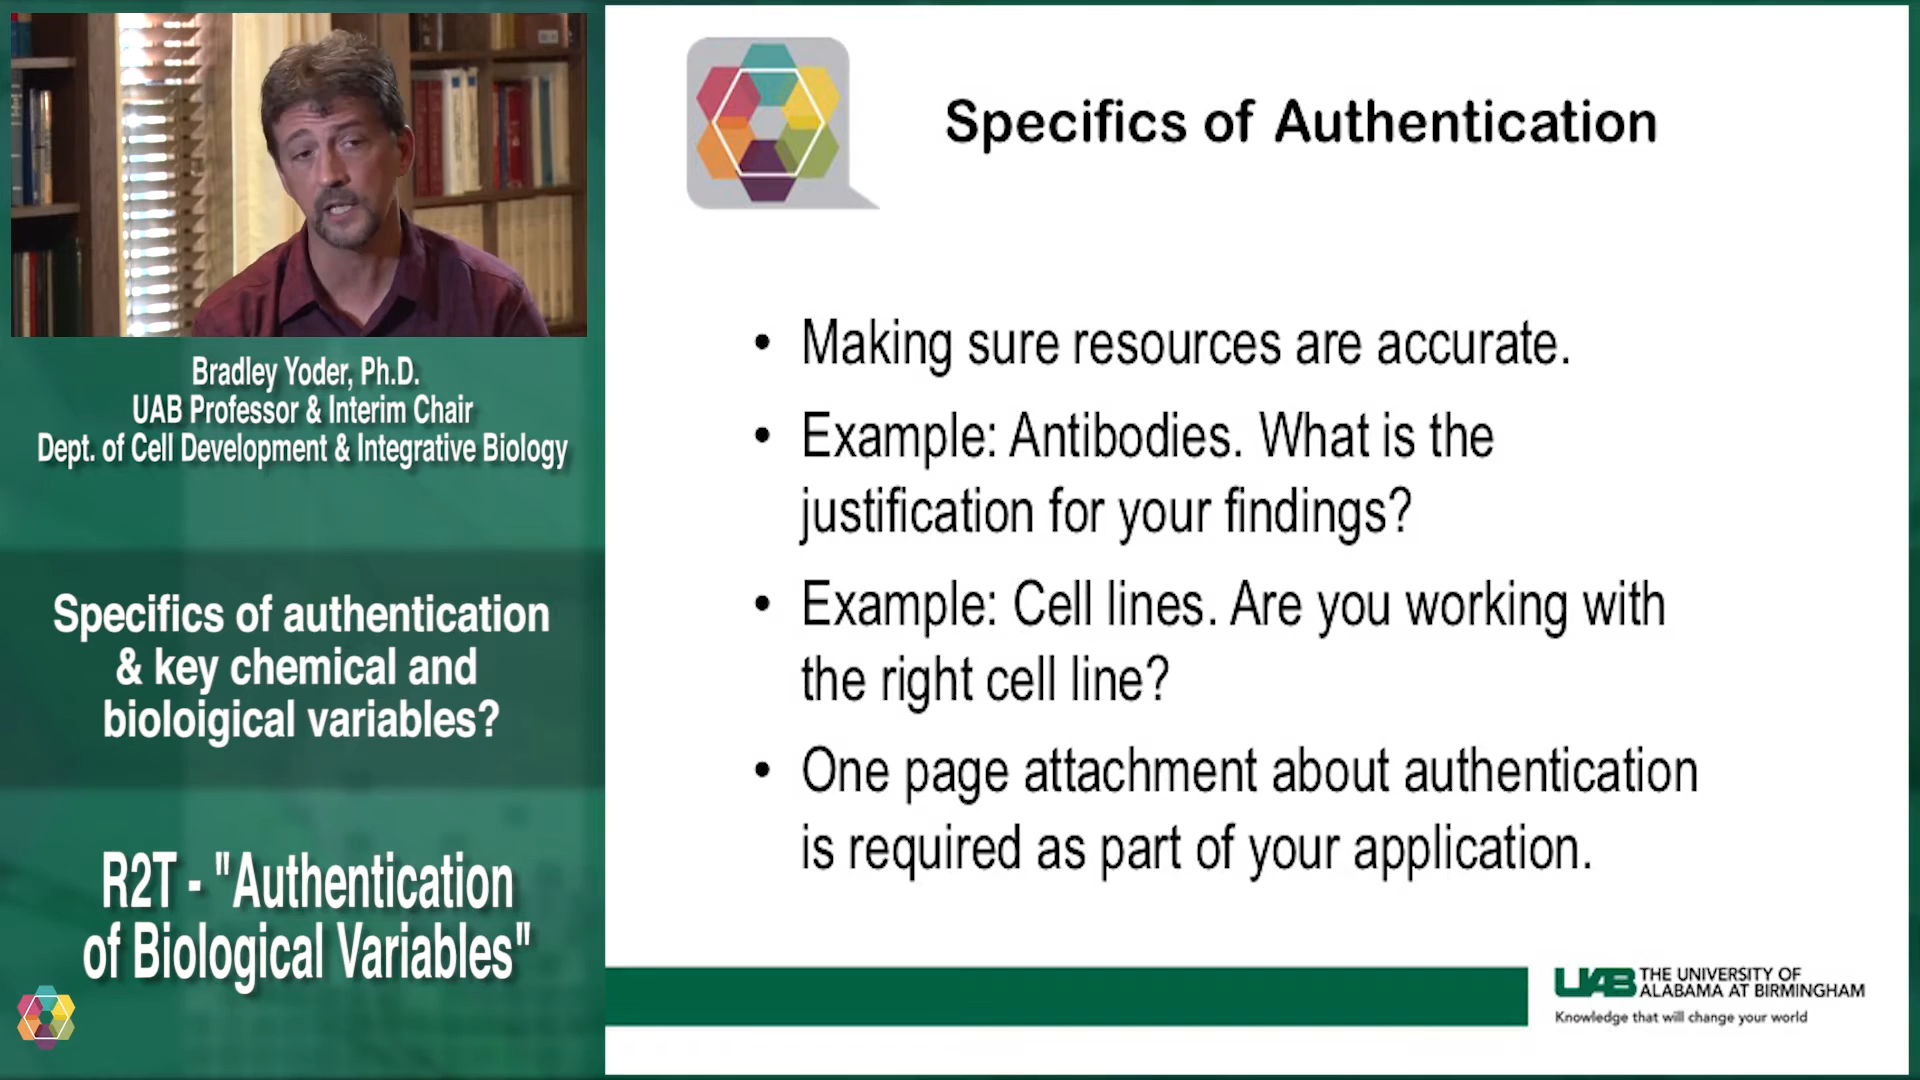 Bradley Yoder, Ph.D.
UAB Professor & Interim Chair
Dept. of Cell Development & Integrative Biology
Specifics of authentication
& key chemical and
bioloigical variables?
R2T - "Authentication
of Biological Variables"
Specifics of Authentication
• Making sure resources are accurate.
• Example: Antibodies. What is the
justification for your findings?
• Example: Cell lines. Are you working with
the right cell line?
• One page attachment about authentication
is required as part of your application.
UAB THE UNIVERSITY OF
ALABAMA AT BIRMINGHAM
Knowledge that will change your world